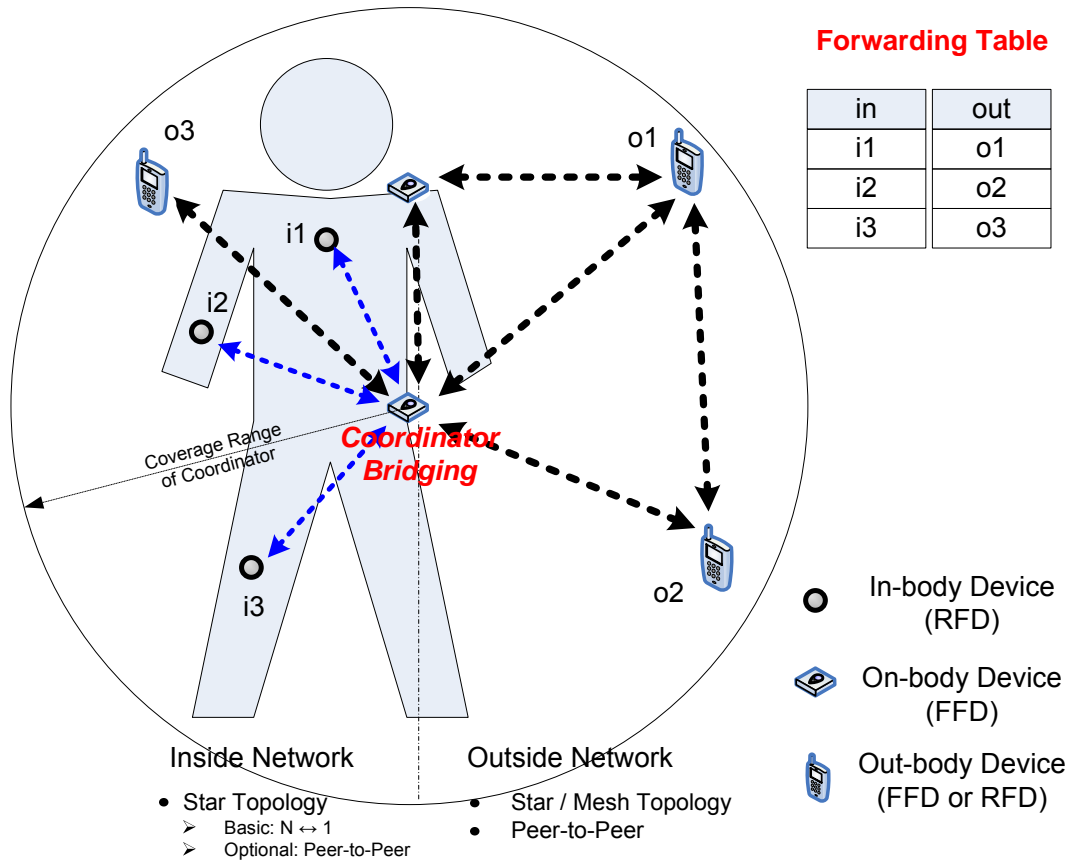 Forwarding Table
in out
i1 o1
i2 o2
i3 o3
o3
o1
i1
i2
Coordinator
Bridging
Coverage Range
of Coordinator
i3
o2
In-body Device
(RFD)
On-body Device
(FFD)
Out-body Device
(FFD or RFD)
Inside Network
• Star Topology
➢ Basic: N ↔ 1
➢ Optional: Peer-to-Peer
Outside Network
• Star / Mesh Topology
• Peer-to-Peer